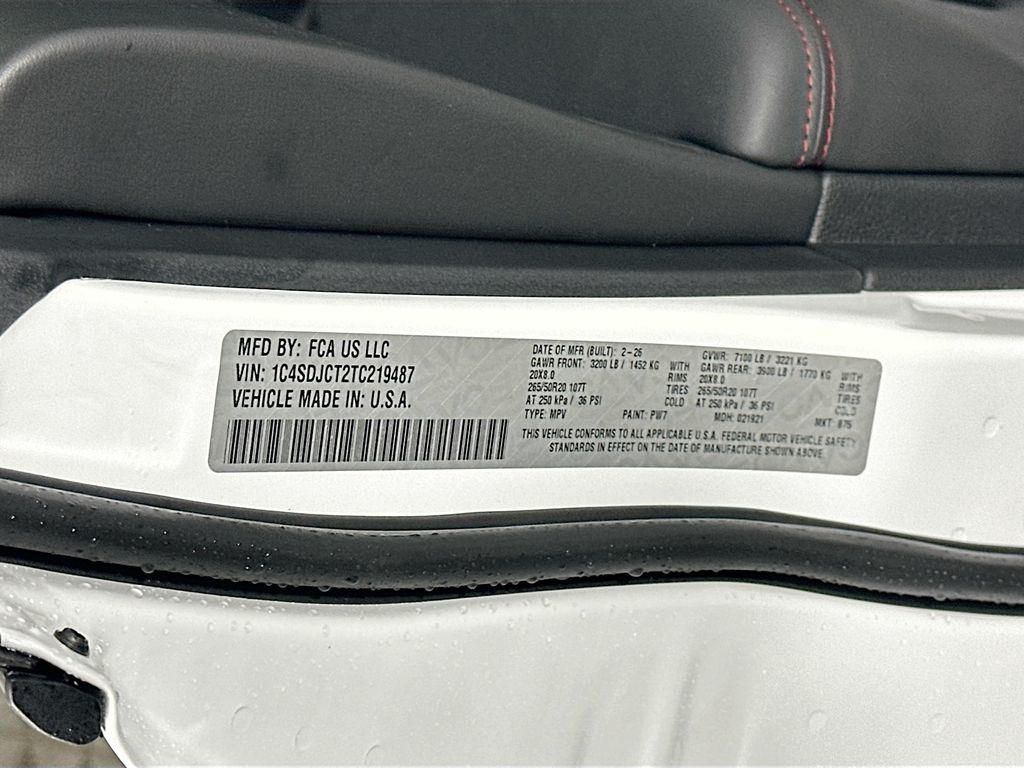 MFD BY: FCA US LLC
VIN: 1C4SDJCT2TC219487
VEHICLE MADE IN: U.S.A.
DATE OF MFR (BUILT): 2-26
GAWR FRONT: 3200 LB / 1452 KG WITH
20X8.0 RIMS
265/50R20 107T TIRES
AT 250 kPa / 36 PSI COLD
TYPE: MPV PAINT: PW7
GVWR: 7100 LB / 3221 KG
GAWR REAR: 3900 LB / 1770 KG WITH
20X8.0 RIMS
265/50R20 107T TIRES
AT 250 kPa / 36 PSI COLD
MDH: 021921 MKT: 875
THIS VEHICLE CONFORMS TO ALL APPLICABLE U.S.A. FEDERAL MOTOR VEHICLE SAFETY
STANDARDS IN EFFECT ON THE DATE OF MANUFACTURE SHOWN ABOVE.